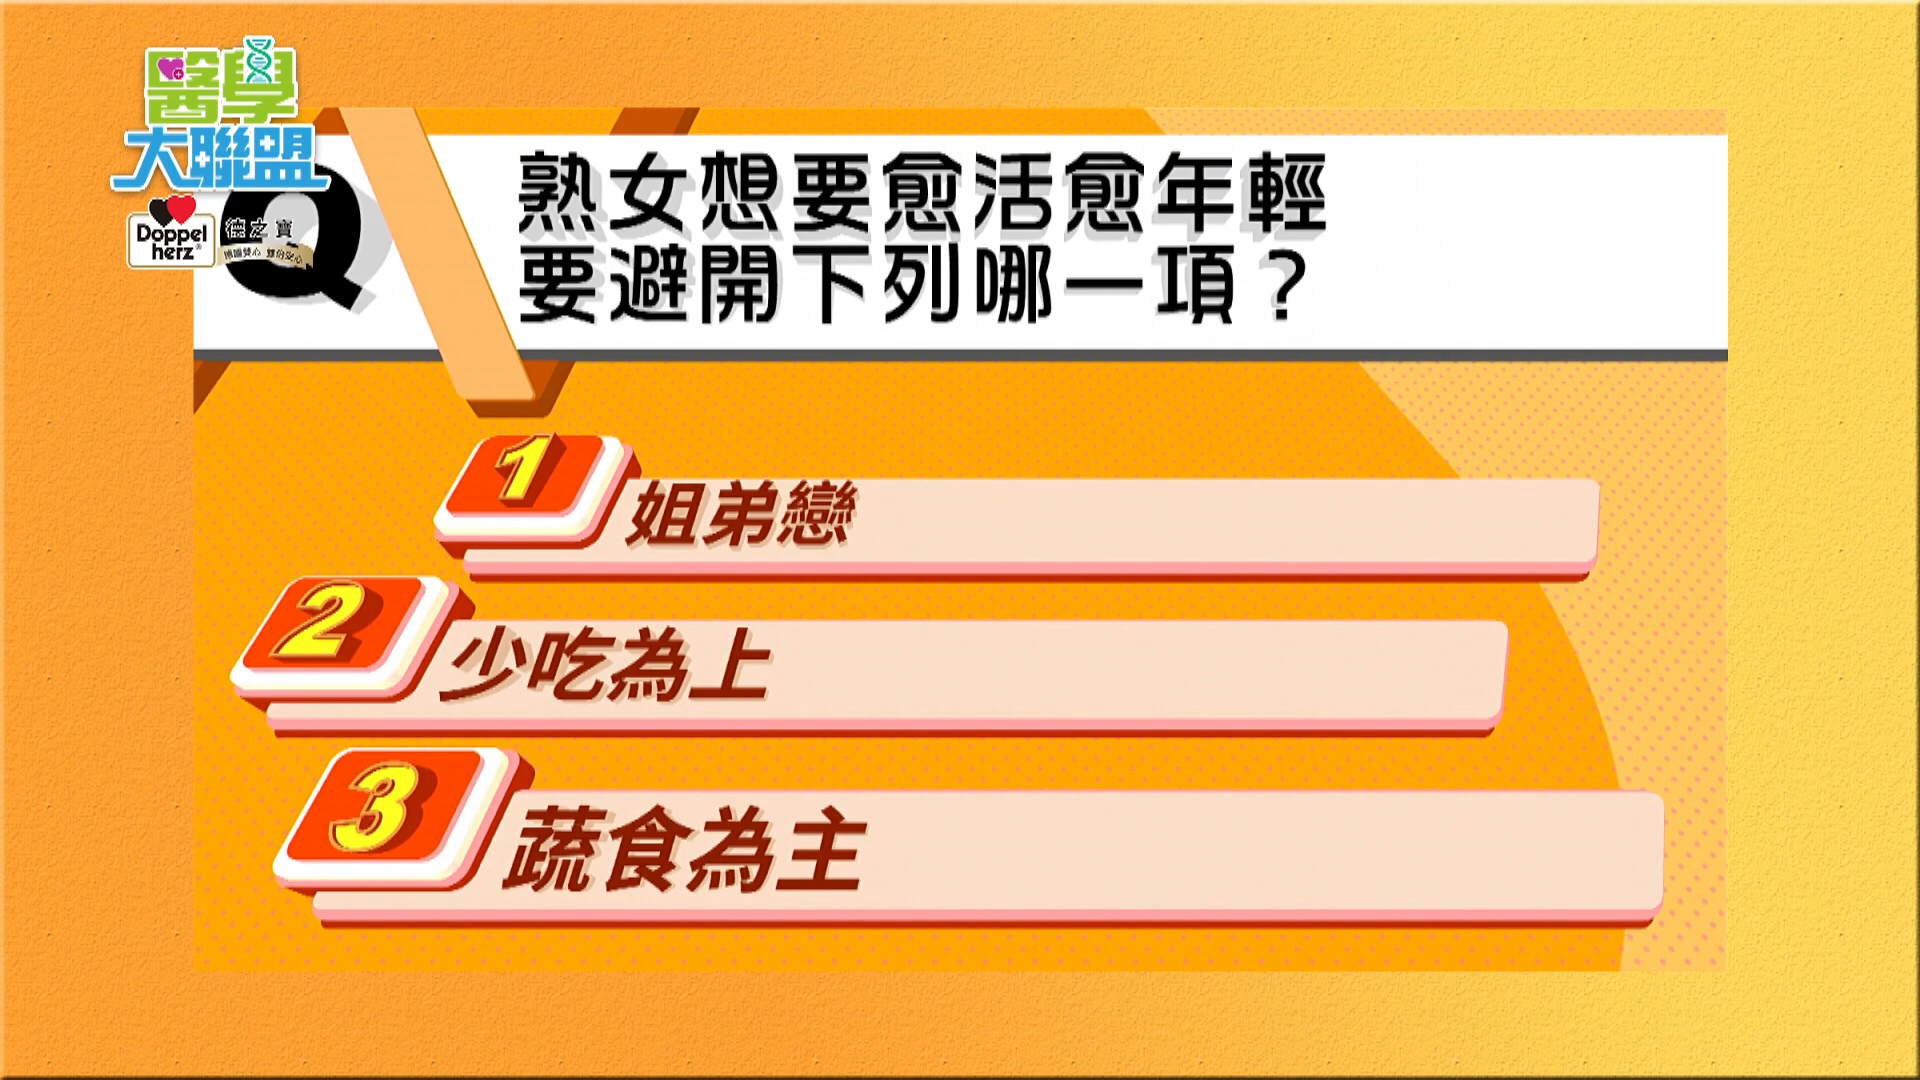 醫學
大聯盟
Doppel
herz®
德之寶
Q
熟女想要愈活愈年輕
要避開下列哪一項？
1 姐弟戀
2 少吃為上
3 蔬食為主